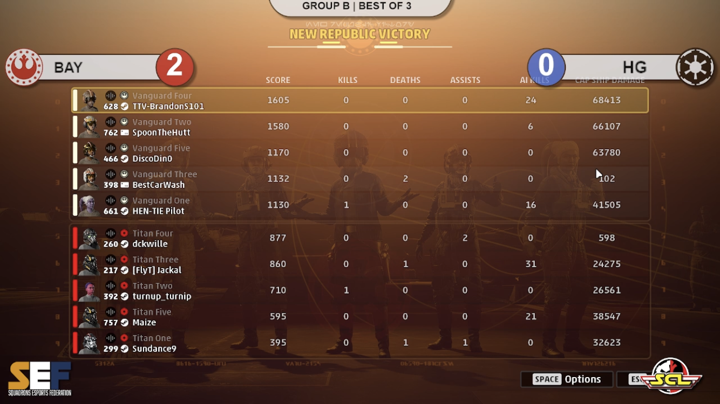 GROUP B | BEST OF 3
NEW REPUBLIC VICTORY
BAY 2 0 HG
SCORE KILLS DEATHS ASSISTS AI KILLS CAP SHIP DAMAGE
Vanguard Four
628 TTV-BrandonS101 1605 0 0 0 24 68413
Vanguard Two
762 SpoonTheHutt 1580 0 0 0 6 66107
Vanguard Five
466 DiscoDin0 1170 0 0 0 0 63780
Vanguard Three
398 BestCarWash 1132 0 2 0 0 102
Vanguard One
661 HEN-TIE Pilot 1130 1 0 0 16 41505
Titan Four
260 dckwille 877 0 0 2 0 598
Titan Three
217 [FlyT] Jackal 860 0 1 0 31 24275
Titan Two
392 turnup_turnip 710 1 0 0 0 26561
Titan Five
757 Maize 595 0 0 0 21 38547
Titan One
299 Sundance9 395 0 1 1 0 32623
SEF
SQUADRONS ESPORTS FEDERATION
SPACE Options
SCL